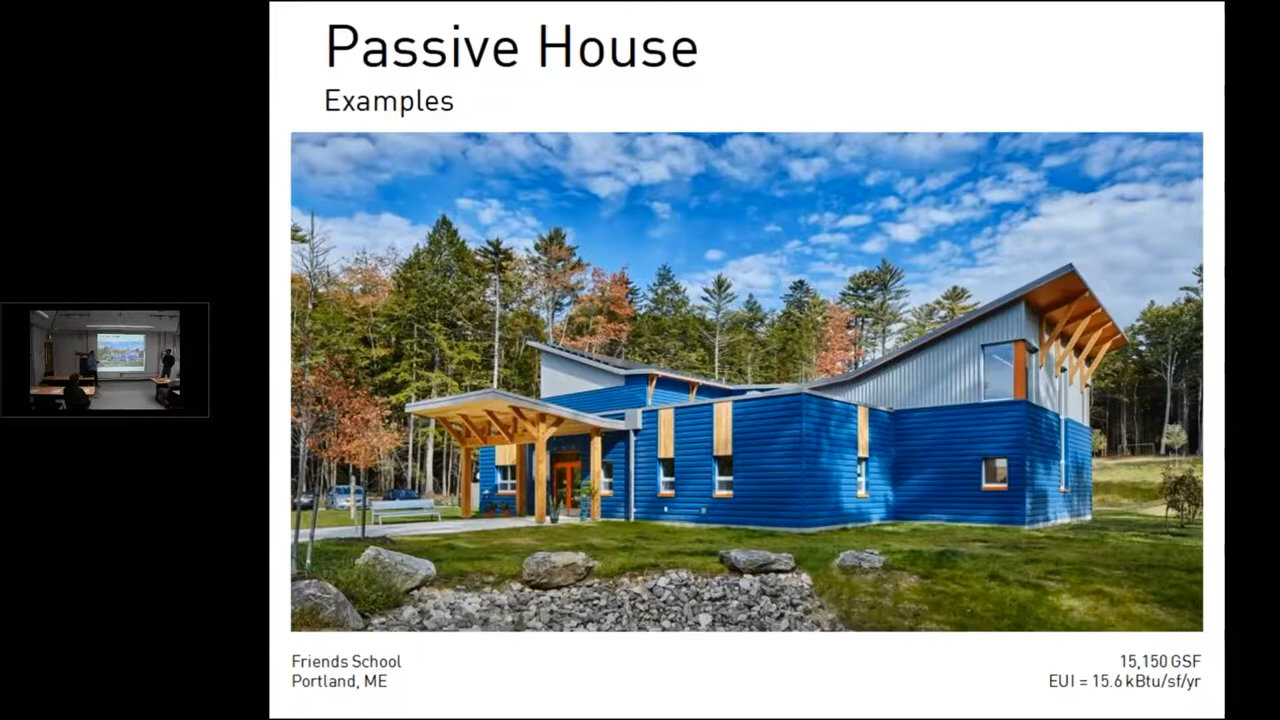 Passive House
Examples
Friends School
Portland, ME
15,150 GSF
EUI = 15.6 kBtu/sf/yr